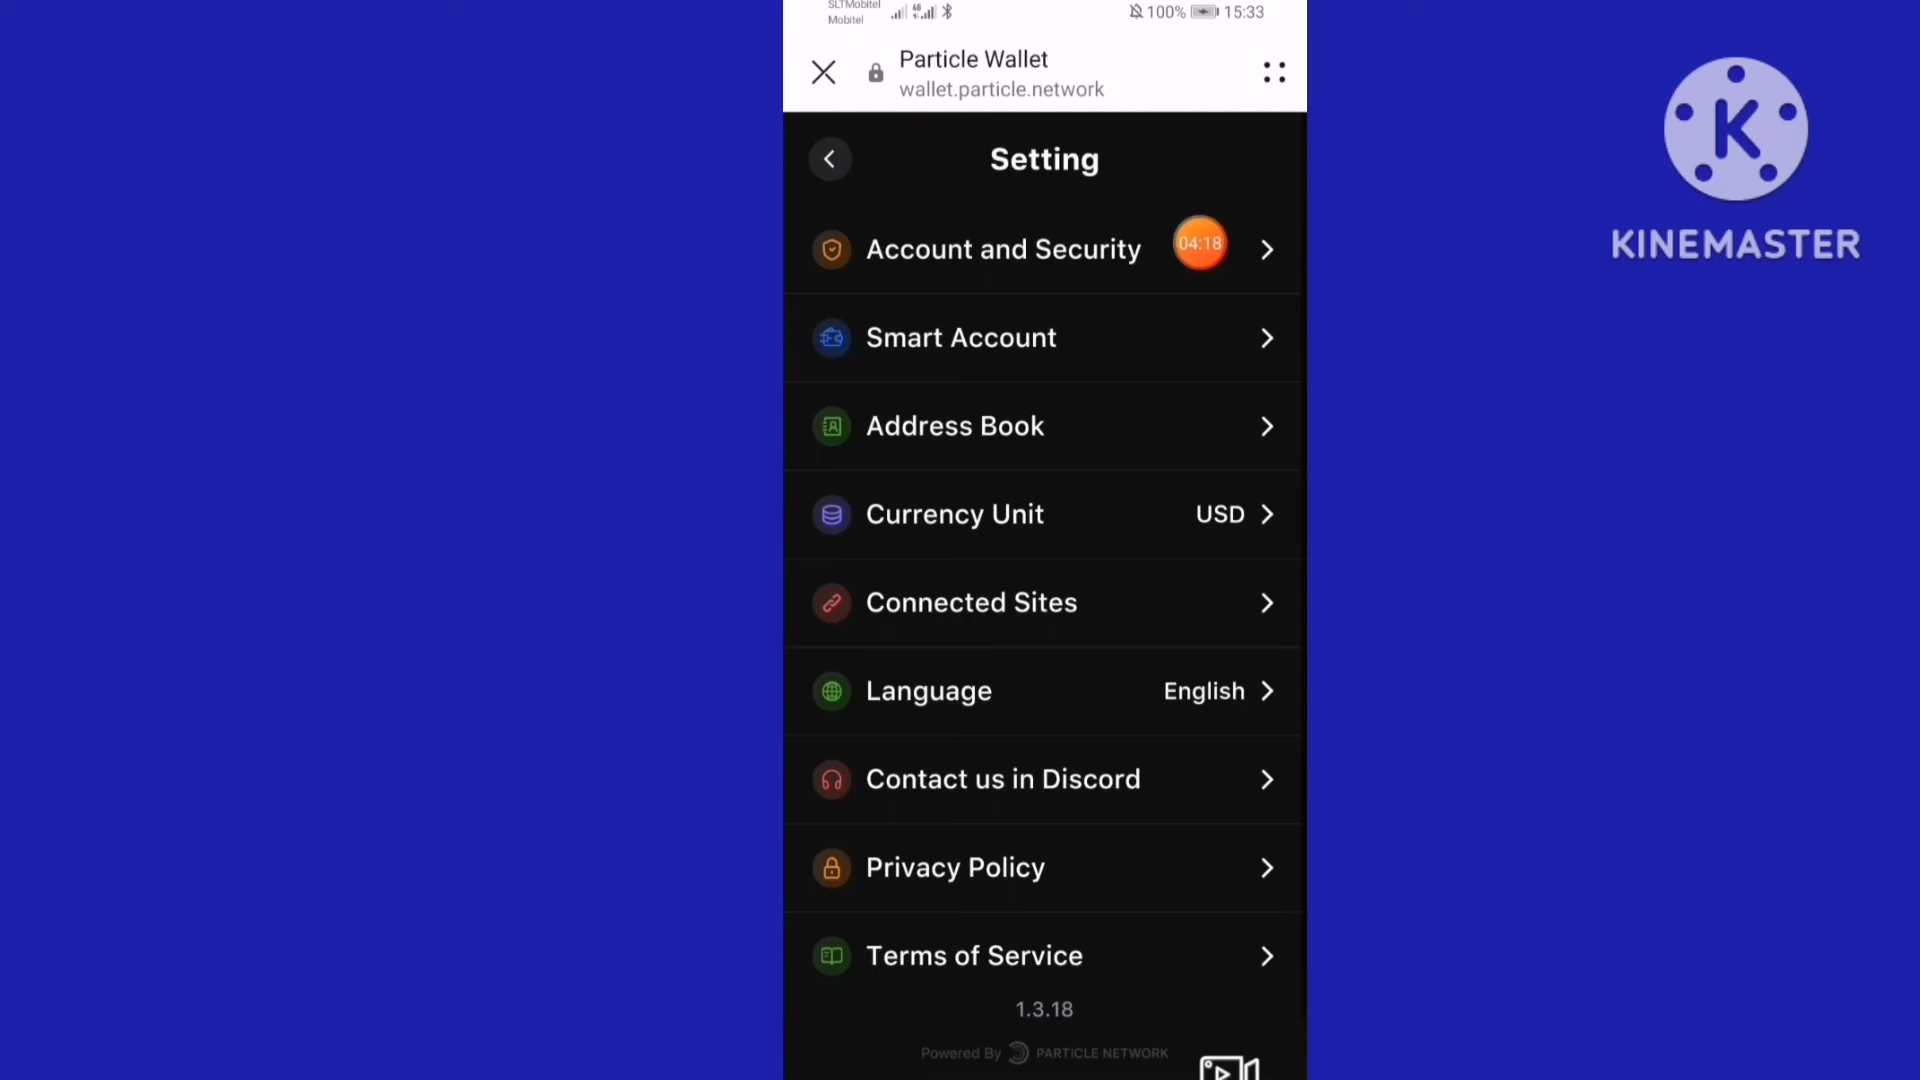 SLTMobitel
Mobitel
4G
100%
15:33
Particle Wallet
wallet.particle.network
K
KINEMASTER
Setting
Account and Security
04:18
Smart Account
Address Book
Currency Unit USD
Connected Sites
Language English
Contact us in Discord
Privacy Policy
Terms of Service
1.3.18
Powered By PARTICLE NETWORK